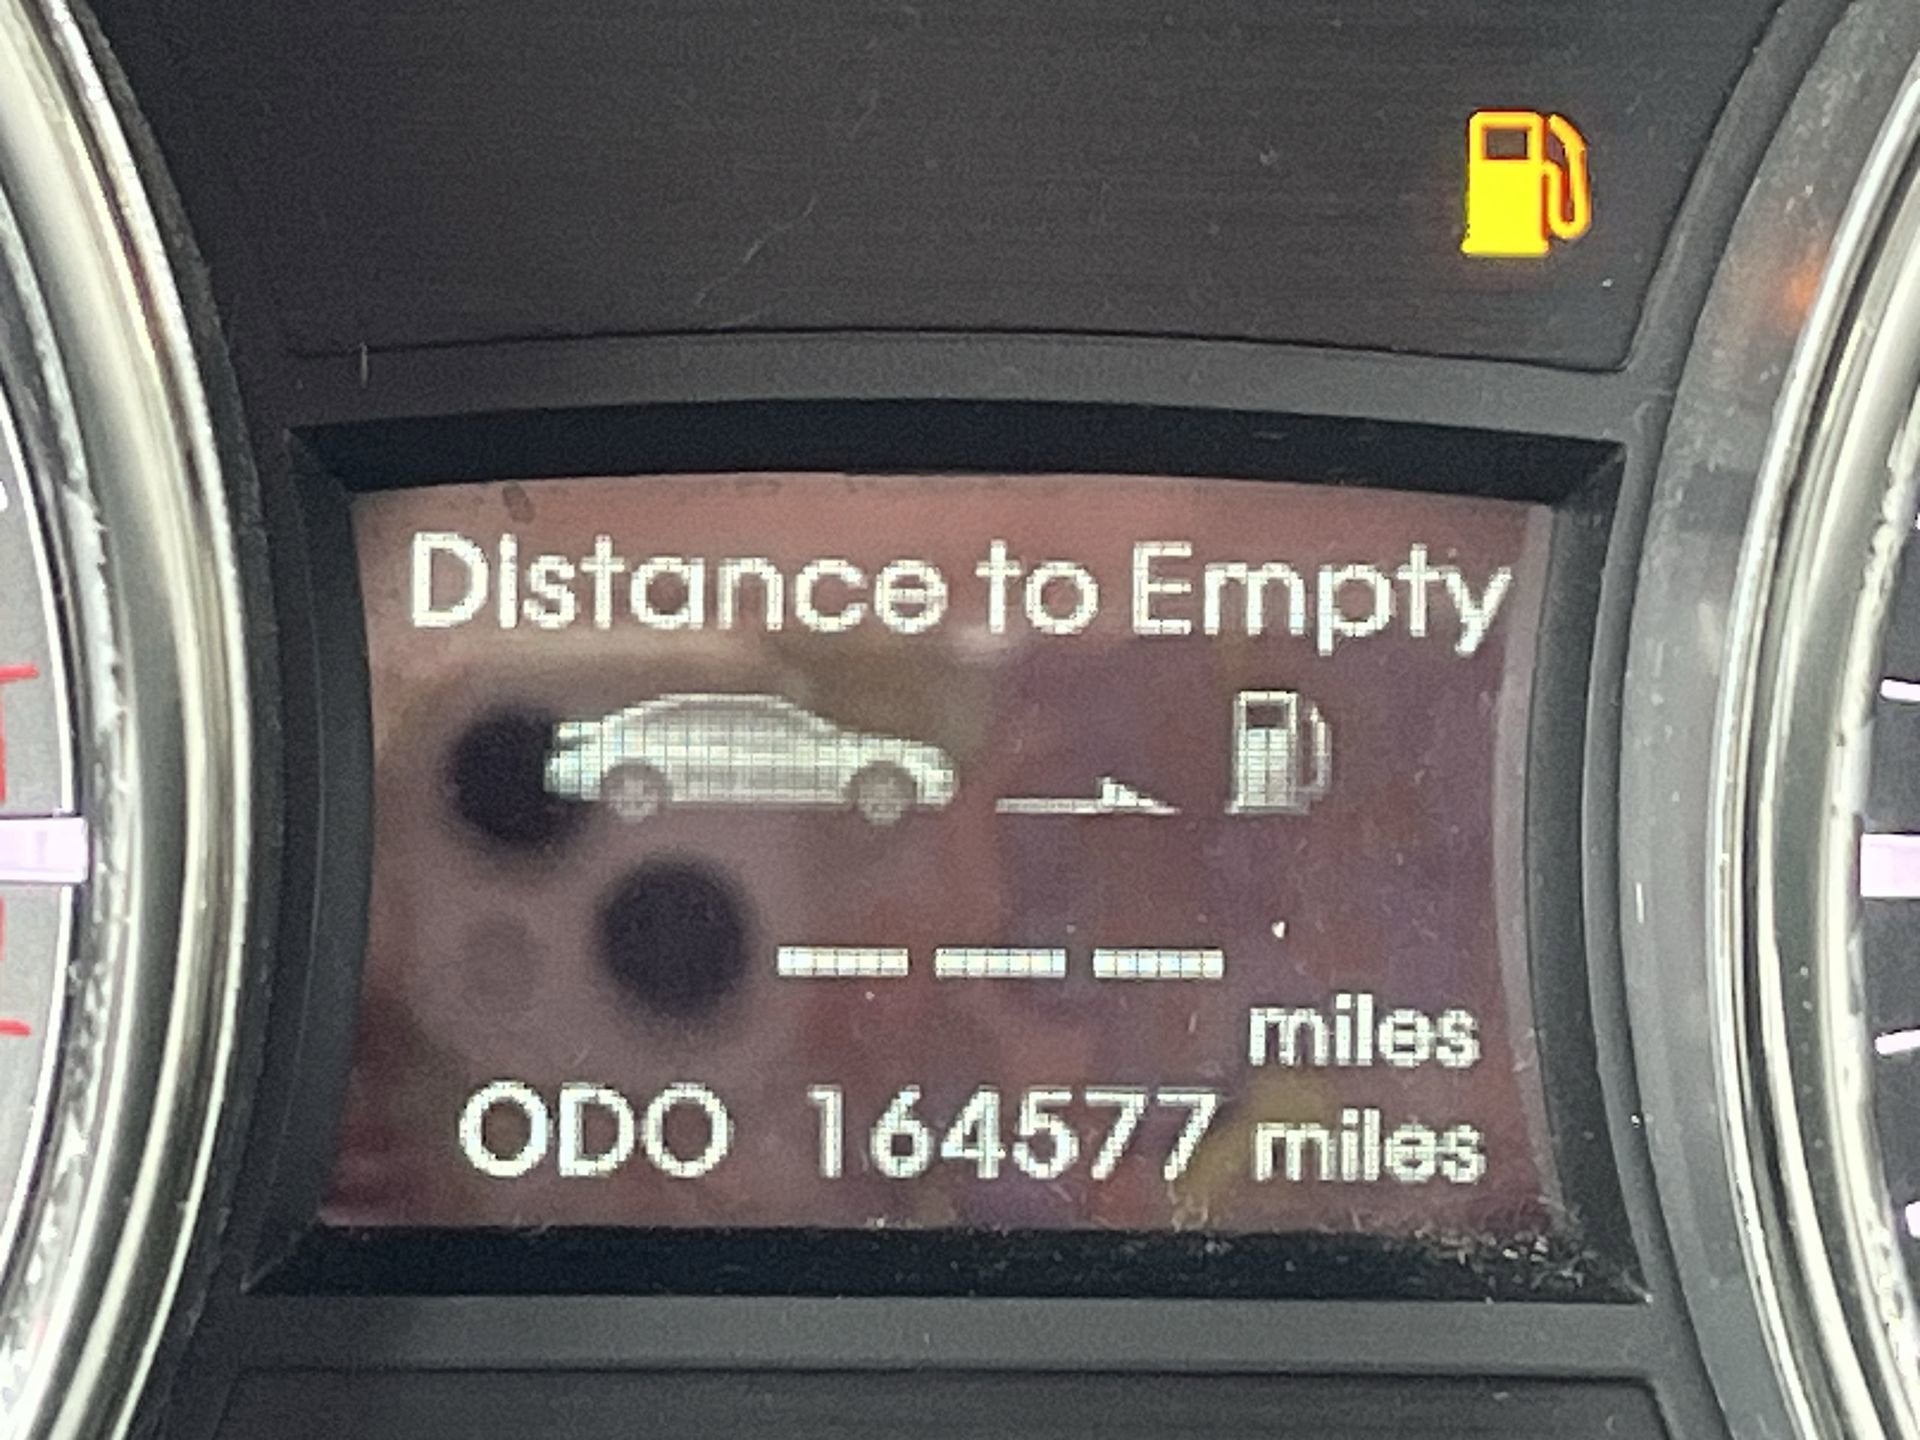 Distance to Empty
--- miles
ODO 164577 miles